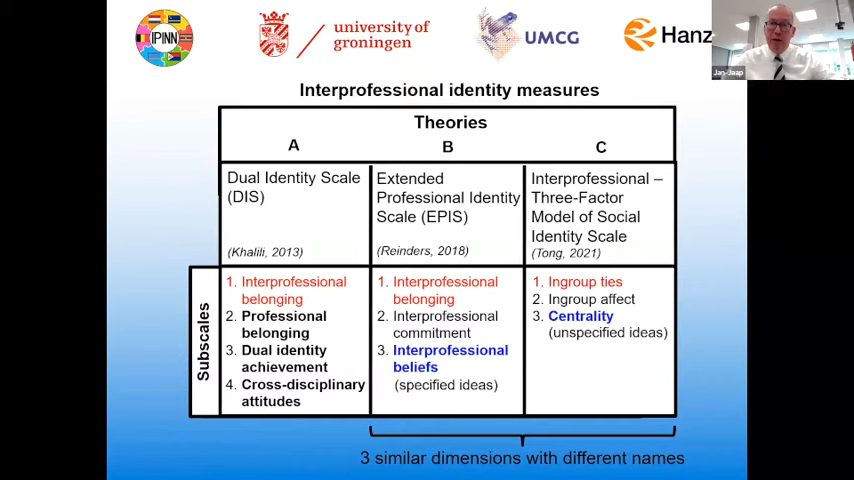 IPINN
university of
groningen
UMCG
Hanz
Jan-Jaap
Interprofessional identity measures
Theories
A
B
C
Dual Identity Scale
(DIS)
(Khalili, 2013)
Extended
Professional Identity
Scale (EPIS)
(Reinders, 2018)
Interprofessional –
Three-Factor
Model of Social
Identity Scale
(Tong, 2021)
Subscales
1. Interprofessional
belonging
2. Professional
belonging
3. Dual identity
achievement
4. Cross-disciplinary
attitudes
1. Interprofessional
belonging
2. Interprofessional
commitment
3. Interprofessional
beliefs
(specified ideas)
1. Ingroup ties
2. Ingroup affect
3. Centrality
(unspecified ideas)
3 similar dimensions with different names